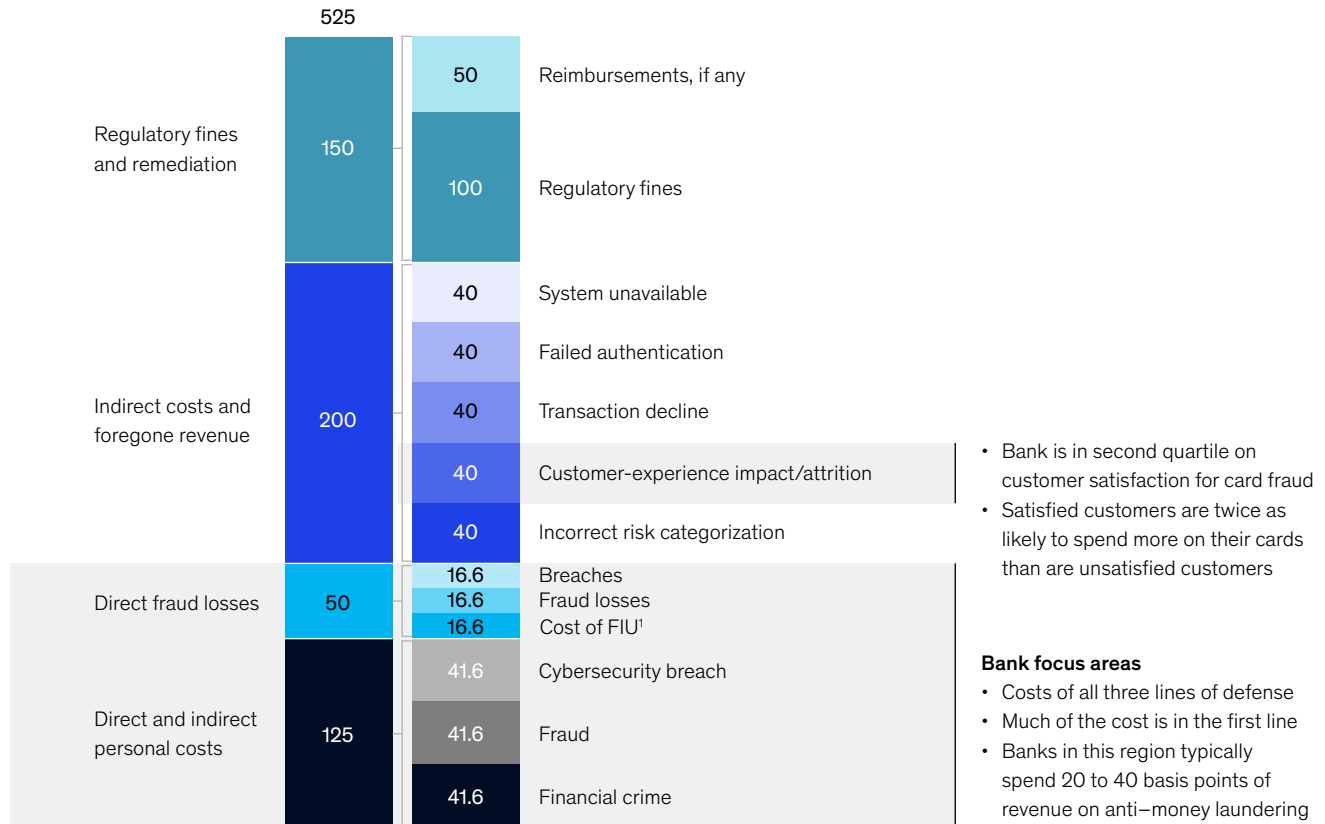 525
Regulatory fines
and remediation
150
50
Reimbursements, if any
100
Regulatory fines
Indirect costs and
foregone revenue
200
40
System unavailable
40
Failed authentication
40
Transaction decline
40
Customer-experience impact/attrition
40
Incorrect risk categorization
• Bank is in second quartile on
customer satisfaction for card fraud
• Satisfied customers are twice as
likely to spend more on their cards
than are unsatisfied customers
Direct fraud losses
50
16.6
Breaches
16.6
Fraud losses
16.6
Cost of FIU¹
Direct and indirect
personal costs
125
41.6
Cybersecurity breach
41.6
Fraud
41.6
Financial crime
Bank focus areas
• Costs of all three lines of defense
• Much of the cost is in the first line
• Banks in this region typically
spend 20 to 40 basis points of
revenue on anti–money laundering